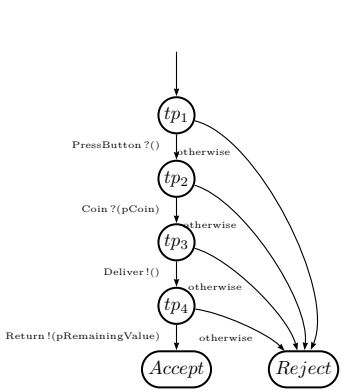 tp1
PressButton ?()
otherwise
tp2
Coin ?(pCoin)
otherwise
tp3
Deliver !()
otherwise
tp4
Return !(pRemainingValue)
otherwise
Accept
Reject